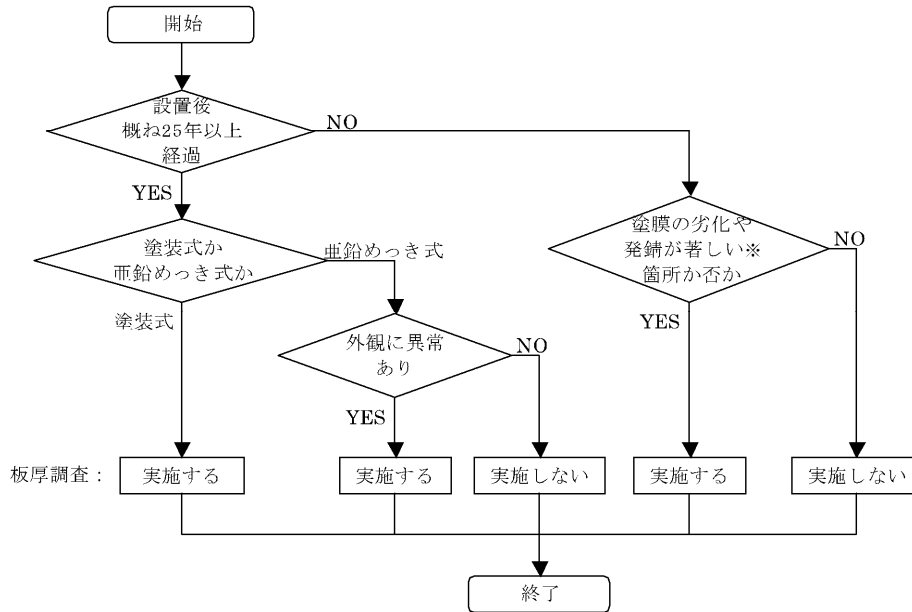 開始
設置後
概ね25年以上
経過
NO
YES
塗装式か
亜鉛めっき式か
亜鉛めっき式
塗膜の劣化や
発錆が著しい※
箇所か否か
NO
塗装式
YES
外観に異常
あり
NO
YES
板厚調査：
実施する
実施する
実施しない
実施する
実施しない
終了